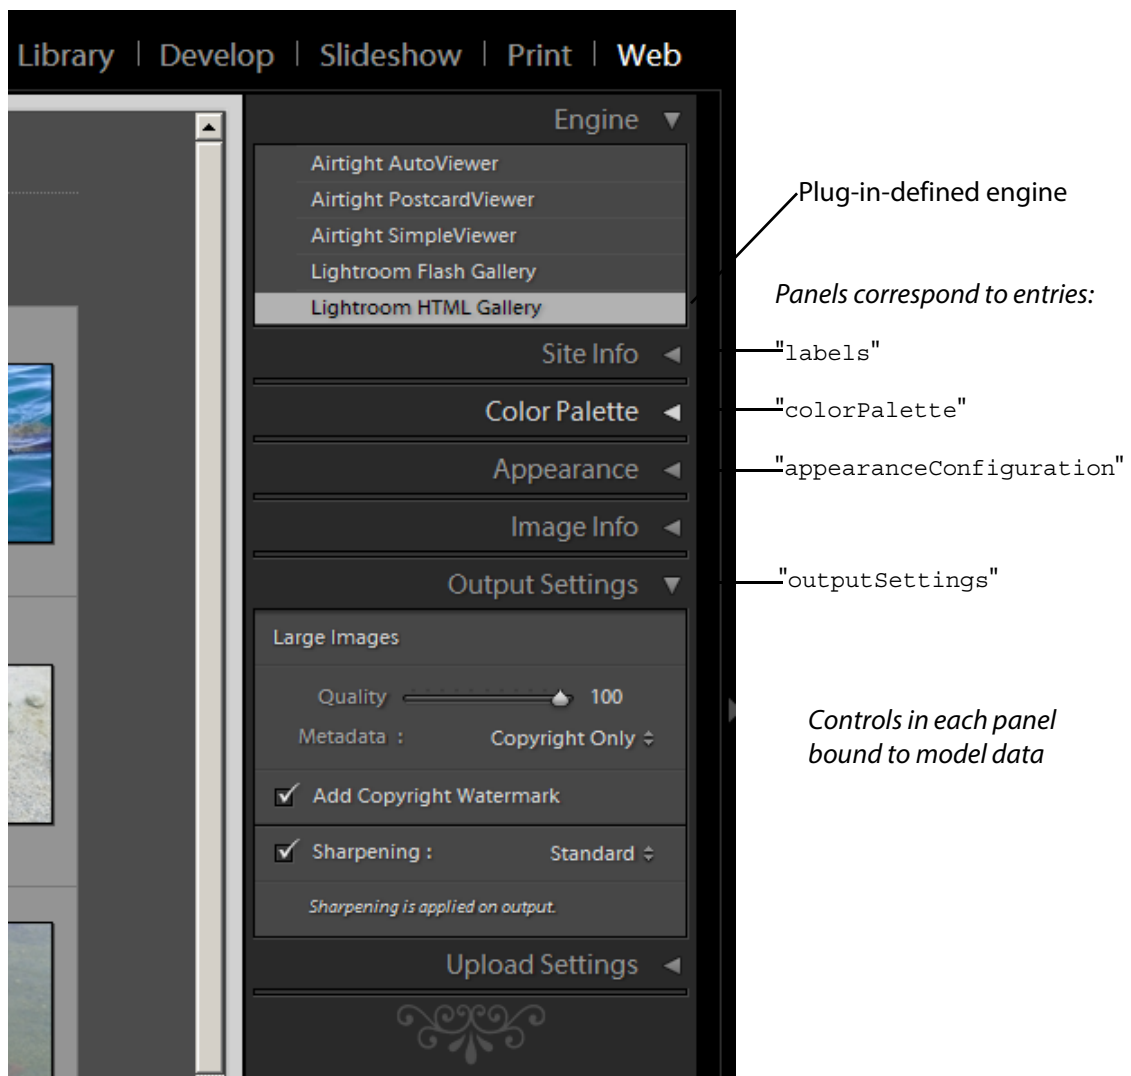 Library | Develop | Slideshow | Print | Web
Engine
Airtight AutoViewer
Airtight PostcardViewer
Airtight SimpleViewer
Lightroom Flash Gallery
Lightroom HTML Gallery
Plug-in-defined engine
Panels correspond to entries:
Site Info
"labels"
Color Palette
"colorPalette"
Appearance
"appearanceConfiguration"
Image Info
Output Settings
"outputSettings"
Large Images
Quality 100
Metadata : Copyright Only
Controls in each panel
bound to model data
Add Copyright Watermark
Sharpening : Standard
Sharpening is applied on output.
Upload Settings